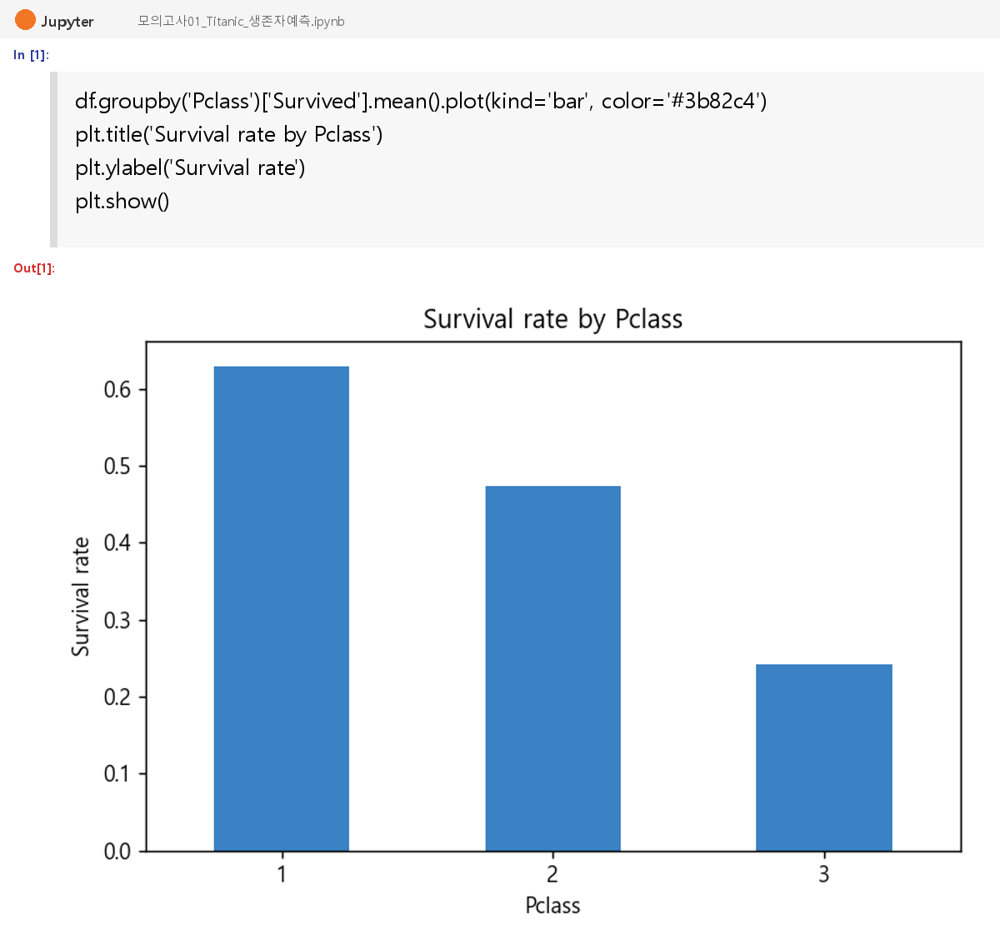 Jupyter 모의고사01_Titanic_생존자예측.ipynb
In [1]:
df.groupby('Pclass')['Survived'].mean().plot(kind='bar', color='#3b82c4')
plt.title('Survival rate by Pclass')
plt.ylabel('Survival rate')
plt.show()
Out[1]:
Survival rate by Pclass
0.6
0.5
0.4
0.3
0.2
0.1
0.0
Survival rate
1 2 3
Pclass